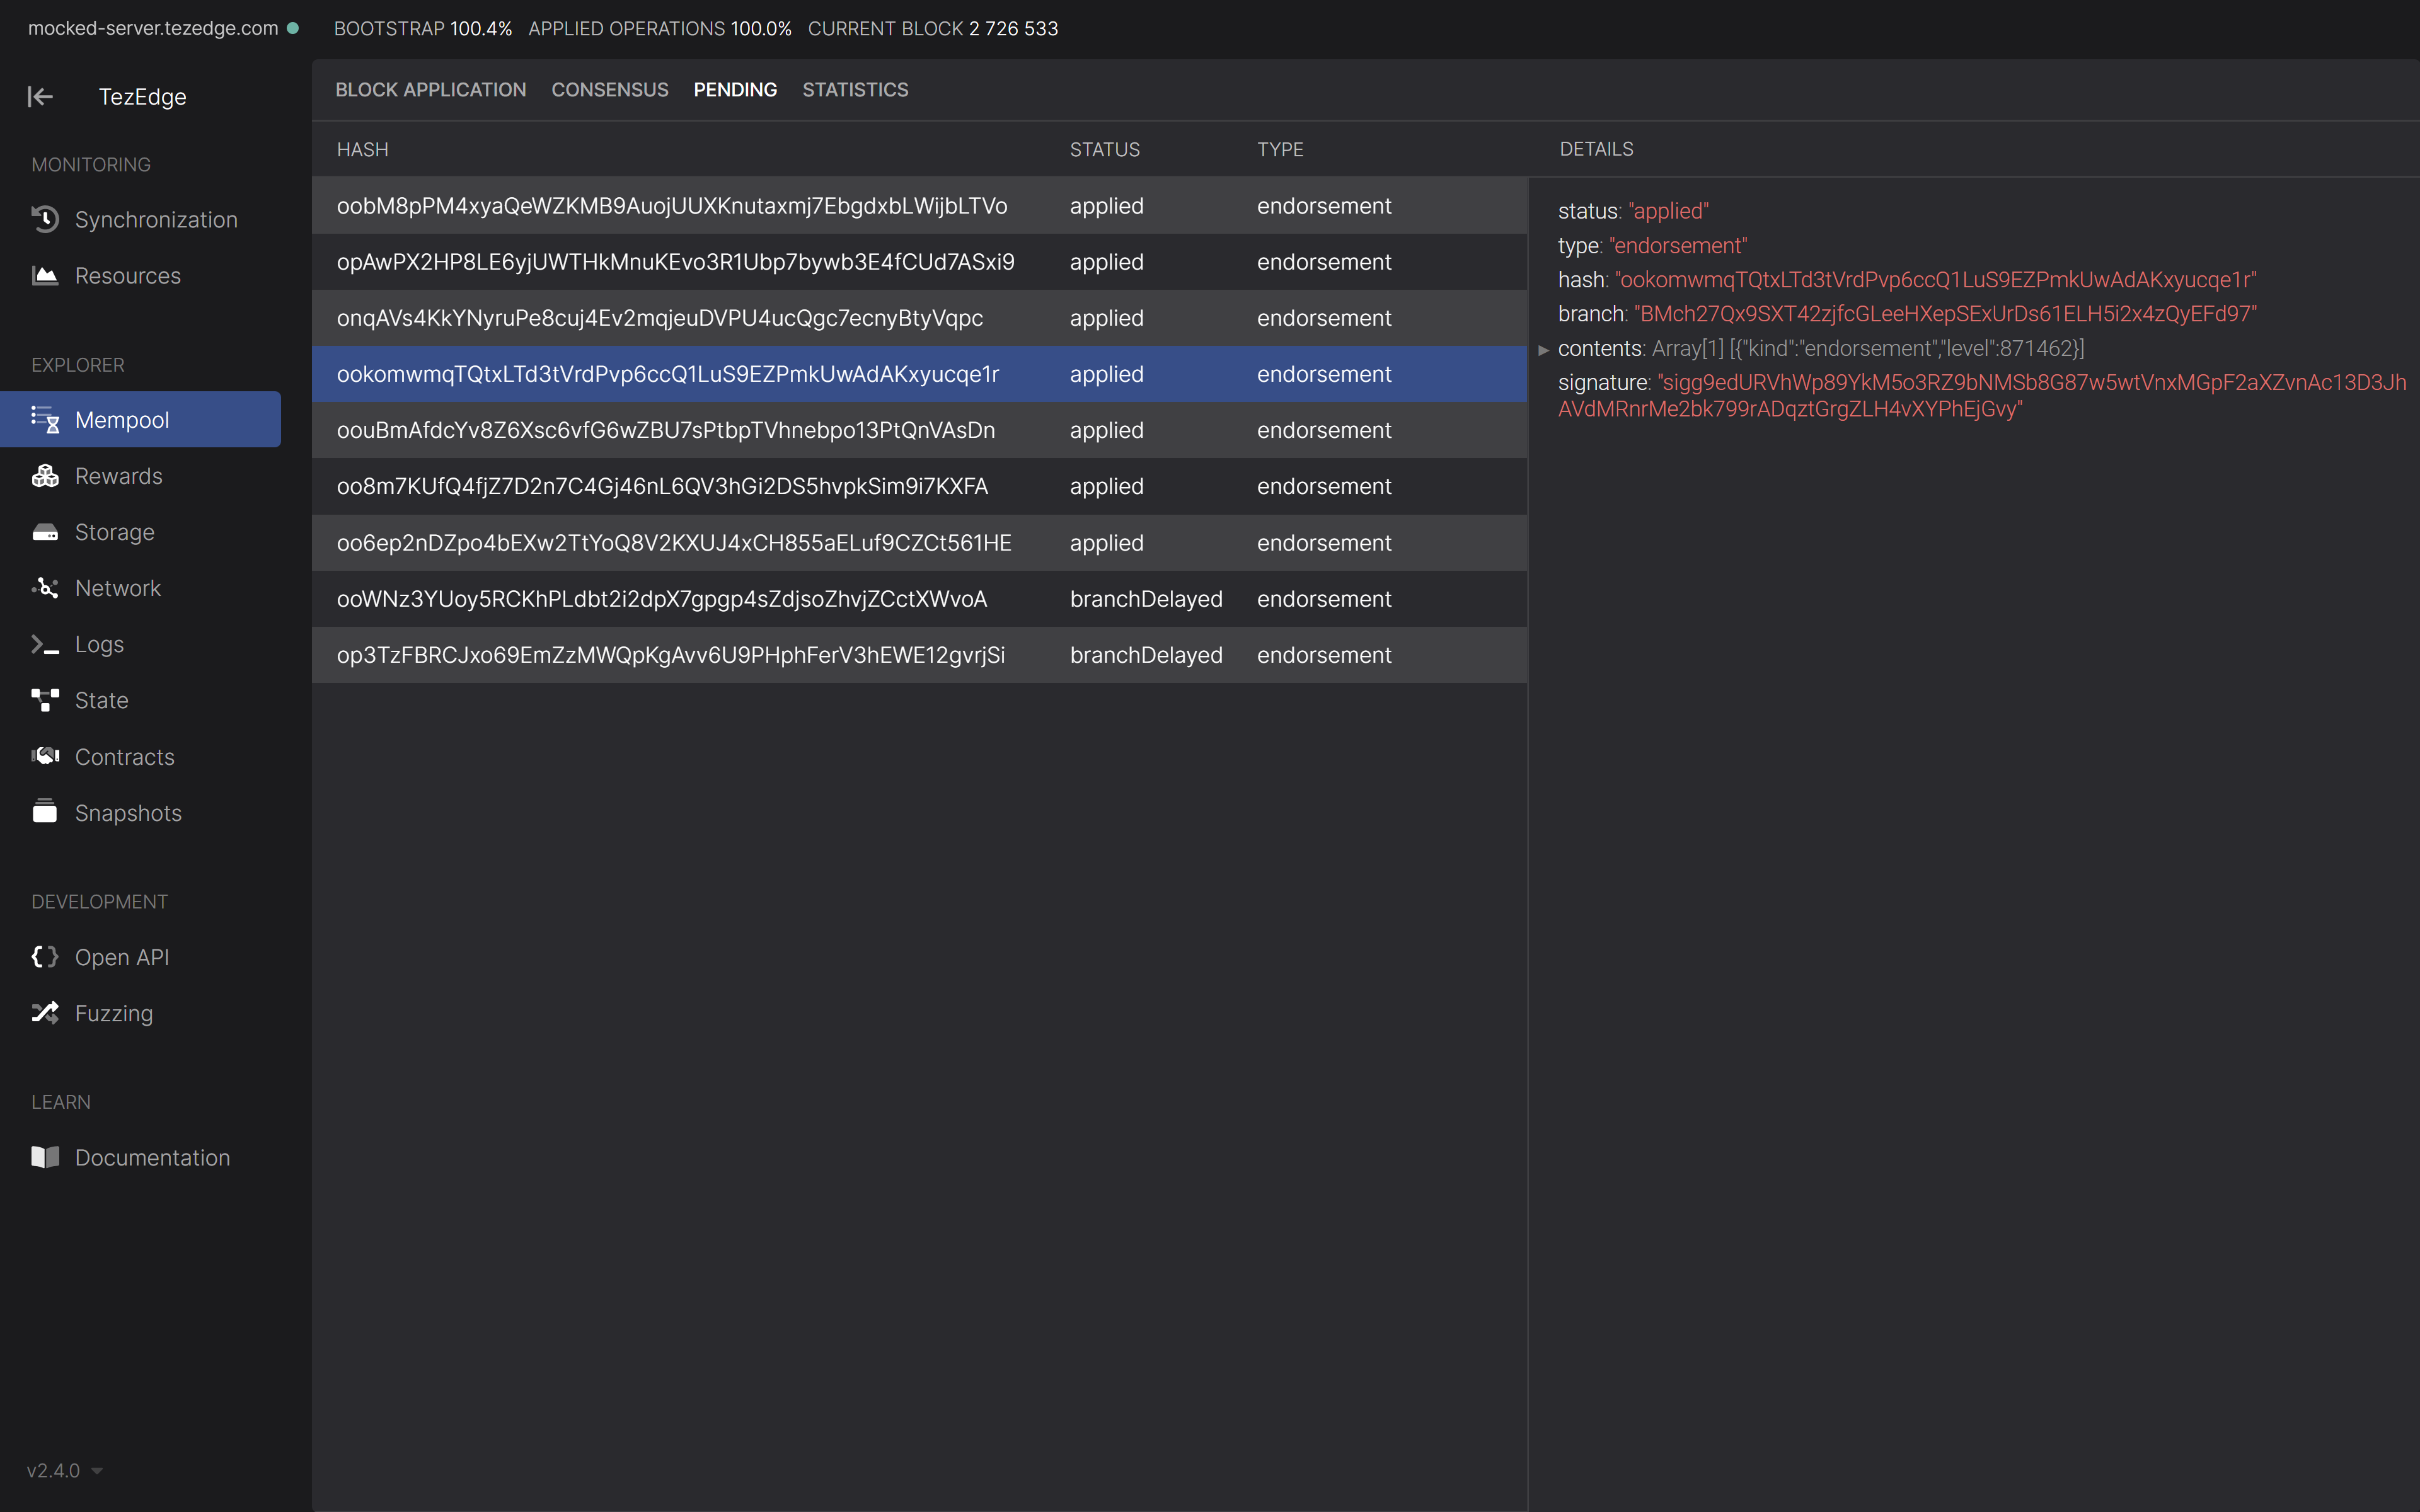 mocked-server.tezedge.com BOOTSTRAP 100.4% APPLIED OPERATIONS 100.0% CURRENT BLOCK 2 726 533
TezEdge
MONITORING
Synchronization
Resources
EXPLORER
Mempool
Rewards
Storage
Network
Logs
State
Contracts
Snapshots
DEVELOPMENT
Open API
Fuzzing
LEARN
Documentation
v2.4.0
BLOCK APPLICATION CONSENSUS PENDING STATISTICS
HASH STATUS TYPE
oobM8pPM4xyaQeWZKMB9AuojUUXKnutaxmj7EbgdxbLWijbLTVo applied endorsement
opAwPX2HP8LE6yjUWTHkMnuKEvo3R1Ubp7bywb3E4fCUd7ASxi9 applied endorsement
onqAVs4KkYNyruPe8cuj4Ev2mqjeuDVPU4ucQgc7ecnyBtyVqpc applied endorsement
ookomwmqTQtxLTd3tVrdPvp6ccQ1LuS9EZPmkUwAdAKxyucqe1r applied endorsement
oouBmAfdcYv8Z6Xsc6vfG6wZBU7sPtbpTVhnebpo13PtQnVAsDn applied endorsement
oo8m7KUfQ4fjZ7D2n7C4Gj46nL6QV3hGi2DS5hvpkSim9i7KXFA applied endorsement
oo6ep2nDZpo4bEXw2TtYoQ8V2KXUJ4xCH855aELuf9CZCt561HE applied endorsement
ooWNz3YUoy5RCKhPLdbt2i2dpX7gpgp4sZdjsoZhvjZCctXWvoA branchDelayed endorsement
op3TzFBRCJxo69EmZzMWQpKgAvv6U9PHphFerV3hEWE12gvrjSi branchDelayed endorsement
DETAILS
status: "applied"
type: "endorsement"
hash: "ookomwmqTQtxLTd3tVrdPvp6ccQ1LuS9EZPmkUwAdAKxyucqe1r"
branch: "BMch27Qx9SXT42zjfcGLeeHXepSExUrDs61ELH5i2x4zQyEFd97"
contents: Array[1] [{"kind":"endorsement","level":871462}]
signature: "sigg9edURVhWp89YkM5o3RZ9bNMSb8G87w5wtVnxMGpF2aXZvnAc13D3Jh
AVdMRnrMe2bk799rADqztGrgZLH4vXYPhEjGvy"